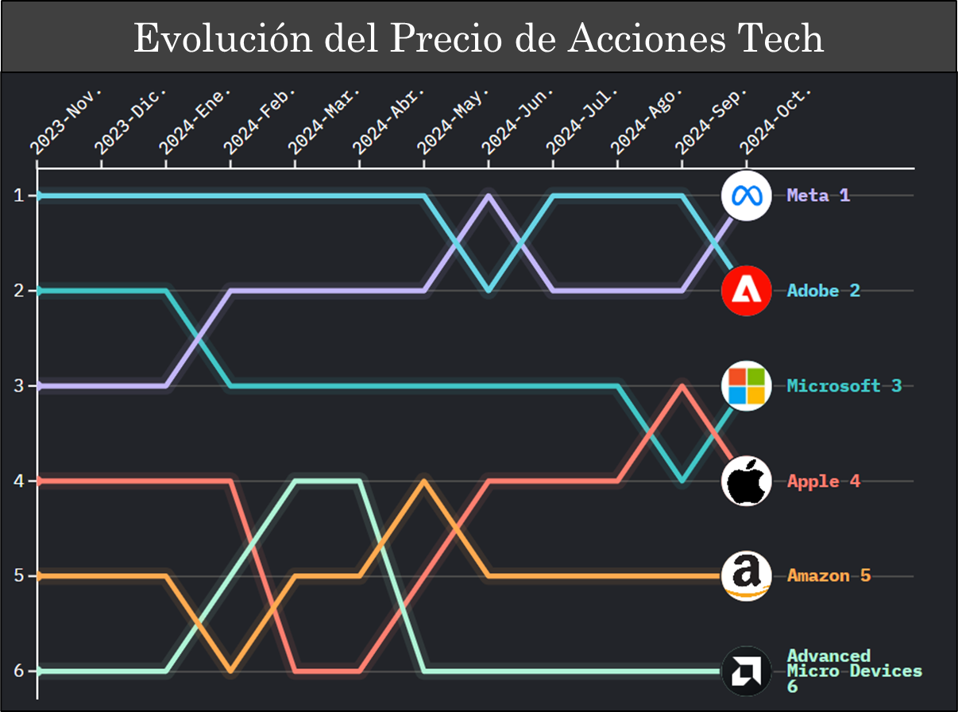 Evolución del Precio de Acciones Tech
2023-Nov.
2023-Dic.
2024-Ene.
2024-Feb.
2024-Mar.
2024-Abr.
2024-May.
2024-Jun.
2024-Jul.
2024-Ago.
2024-Sep.
2024-Oct.
1
Meta 1
2
Adobe 2
3
Microsoft 3
4
Apple 4
5
a
Amazon 5
6
Advanced
Micro Devices
6